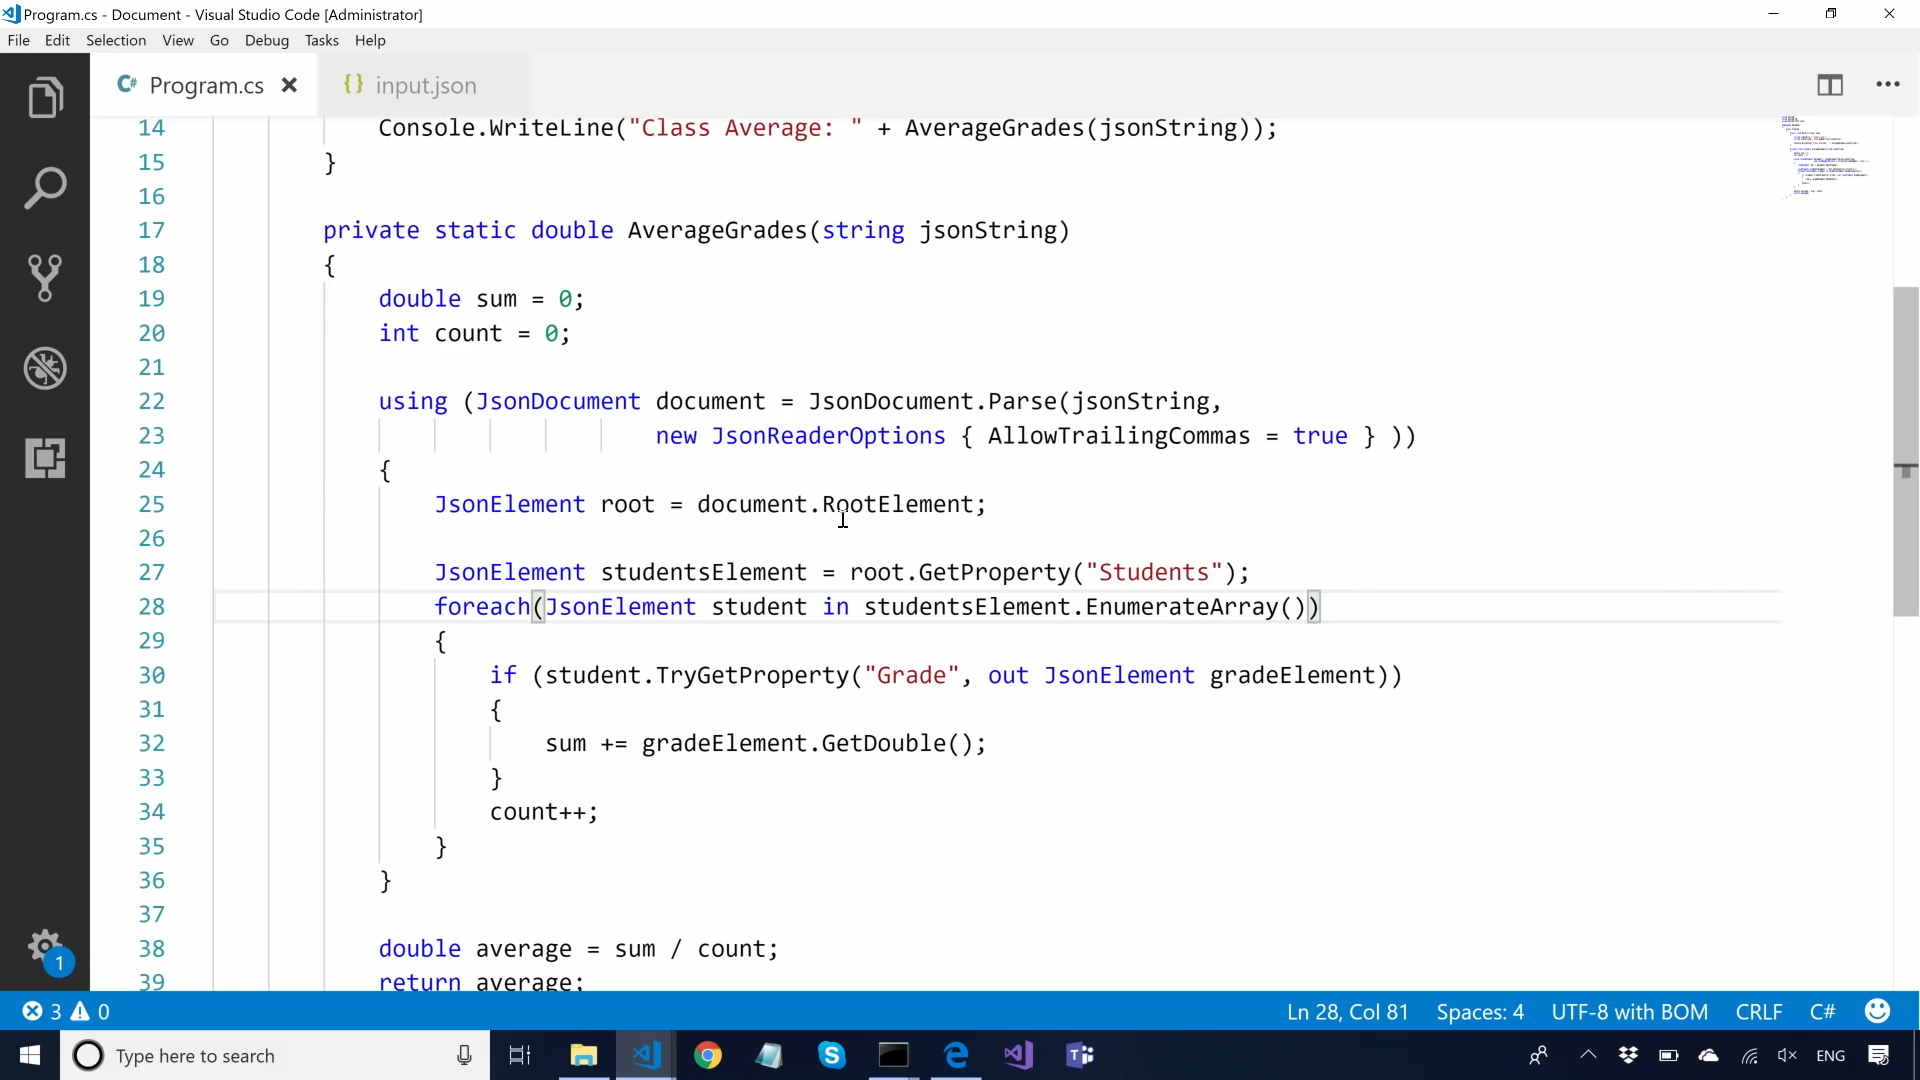 Program.cs - Document - Visual Studio Code [Administrator]
File Edit Selection View Go Debug Tasks Help
C# Program.cs
{} input.json
14 Console.WriteLine("Class Average: " + AverageGrades(jsonString));
15 }
16
17 private static double AverageGrades(string jsonString)
18 {
19 double sum = 0;
20 int count = 0;
21
22 using (JsonDocument document = JsonDocument.Parse(jsonString,
23 new JsonReaderOptions { AllowTrailingCommas = true } ))
24 {
25 JsonElement root = document.RootElement;
26
27 JsonElement studentsElement = root.GetProperty("Students");
28 foreach(JsonElement student in studentsElement.EnumerateArray())
29 {
30 if (student.TryGetProperty("Grade", out JsonElement gradeElement))
31 {
32 sum += gradeElement.GetDouble();
33 }
34 count++;
35 }
36 }
37
38 double average = sum / count;
39 return average;
1
3 0 Ln 28, Col 81 Spaces: 4 UTF-8 with BOM CRLF C#
Type here to search
ENG